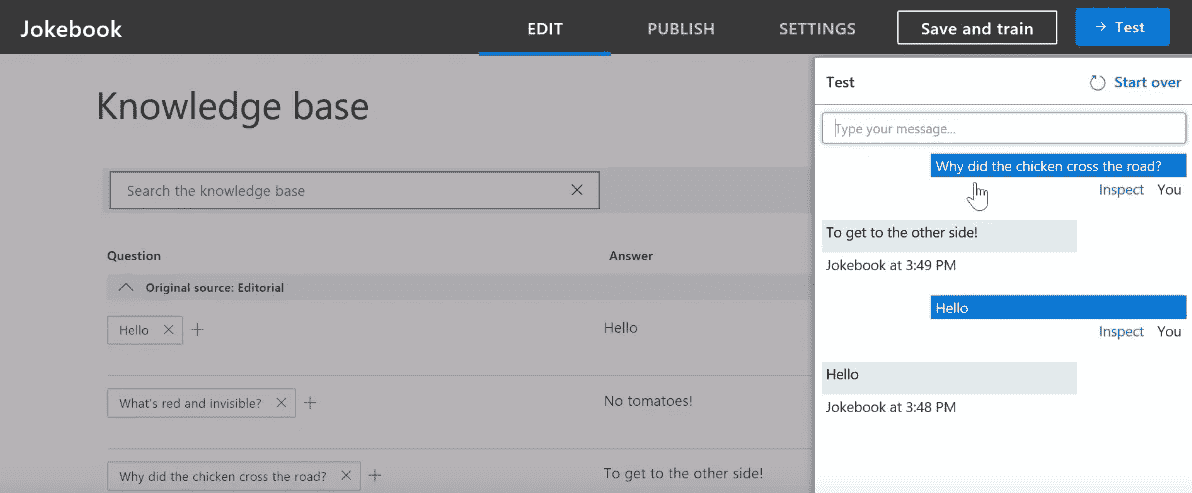 Jokebook
EDIT
PUBLISH
SETTINGS
Save and train
Test
Knowledge base
Search the knowledge base
Question
Answer
Original source: Editorial
Hello
Hello
What's red and invisible?
No tomatoes!
Why did the chicken cross the road?
To get to the other side!
Test
Start over
Type your message...
Why did the chicken cross the road?
Inspect You
To get to the other side!
Jokebook at 3:49 PM
Hello
Inspect You
Hello
Jokebook at 3:48 PM